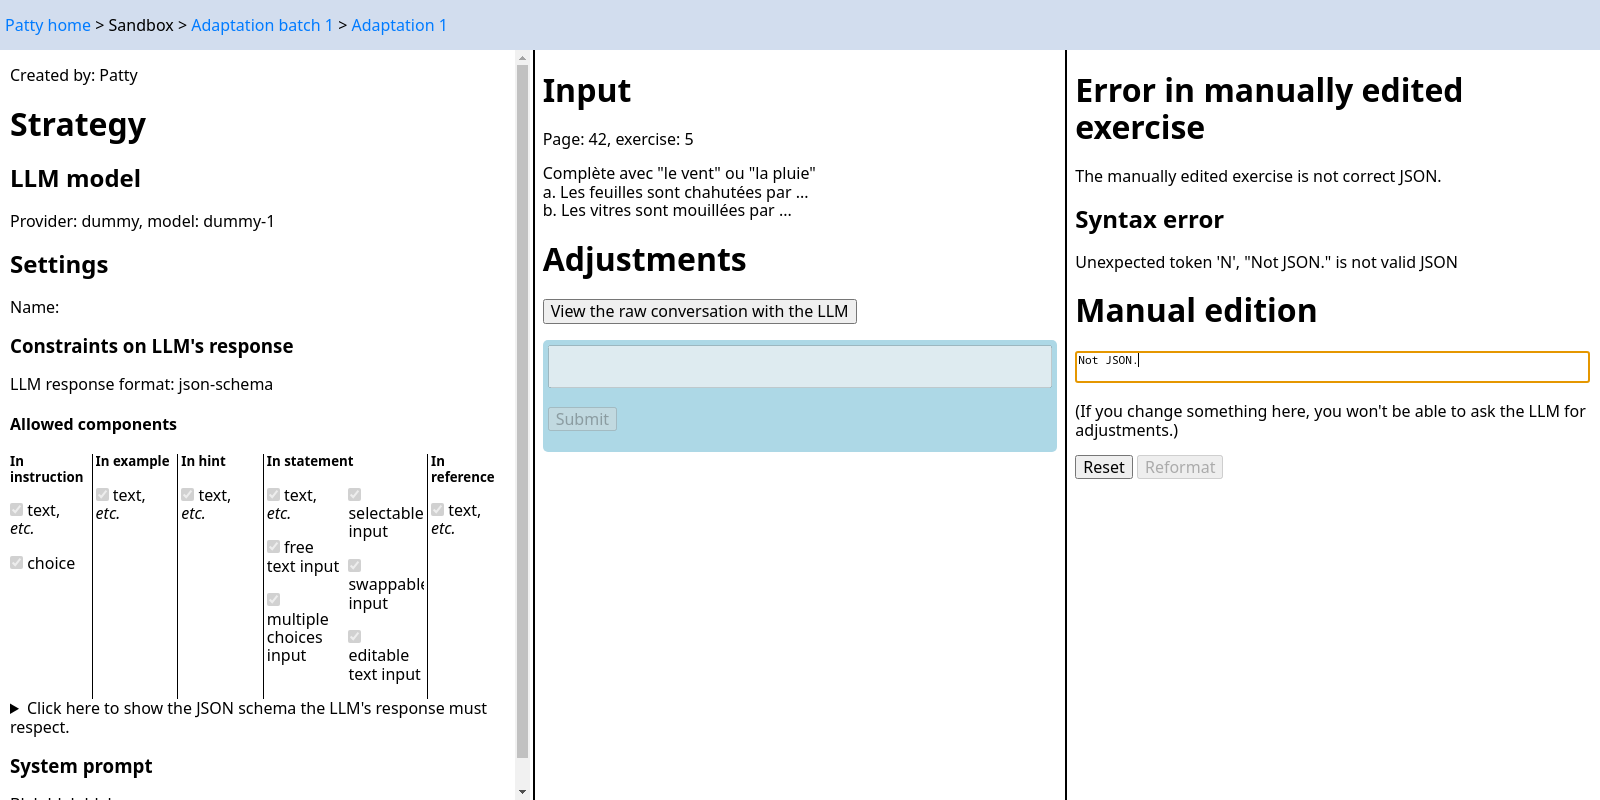 Patty home > Sandbox > Adaptation batch 1 > Adaptation 1
Created by: Patty
Strategy
LLM model
Provider: dummy, model: dummy-1
Settings
Name:
Constraints on LLM's response
LLM response format: json-schema
Allowed components
In instruction
text, etc.
choice
In example
text, etc.
In hint
text, etc.
In statement
text, etc.
free text input
multiple choices input
selectable input
swappable input
editable text input
In reference
text, etc.
Click here to show the JSON schema the LLM's response must
respect.
System prompt
Input
Page: 42, exercise: 5
Complète avec "le vent" ou "la pluie"
a. Les feuilles sont chahutées par ...
b. Les vitres sont mouillées par ...
Adjustments
View the raw conversation with the LLM
Submit
Error in manually edited
exercise
The manually edited exercise is not correct JSON.
Syntax error
Unexpected token 'N', "Not JSON." is not valid JSON
Manual edition
Not JSON.
(If you change something here, you won't be able to ask the LLM for
adjustments.)
Reset Reformat